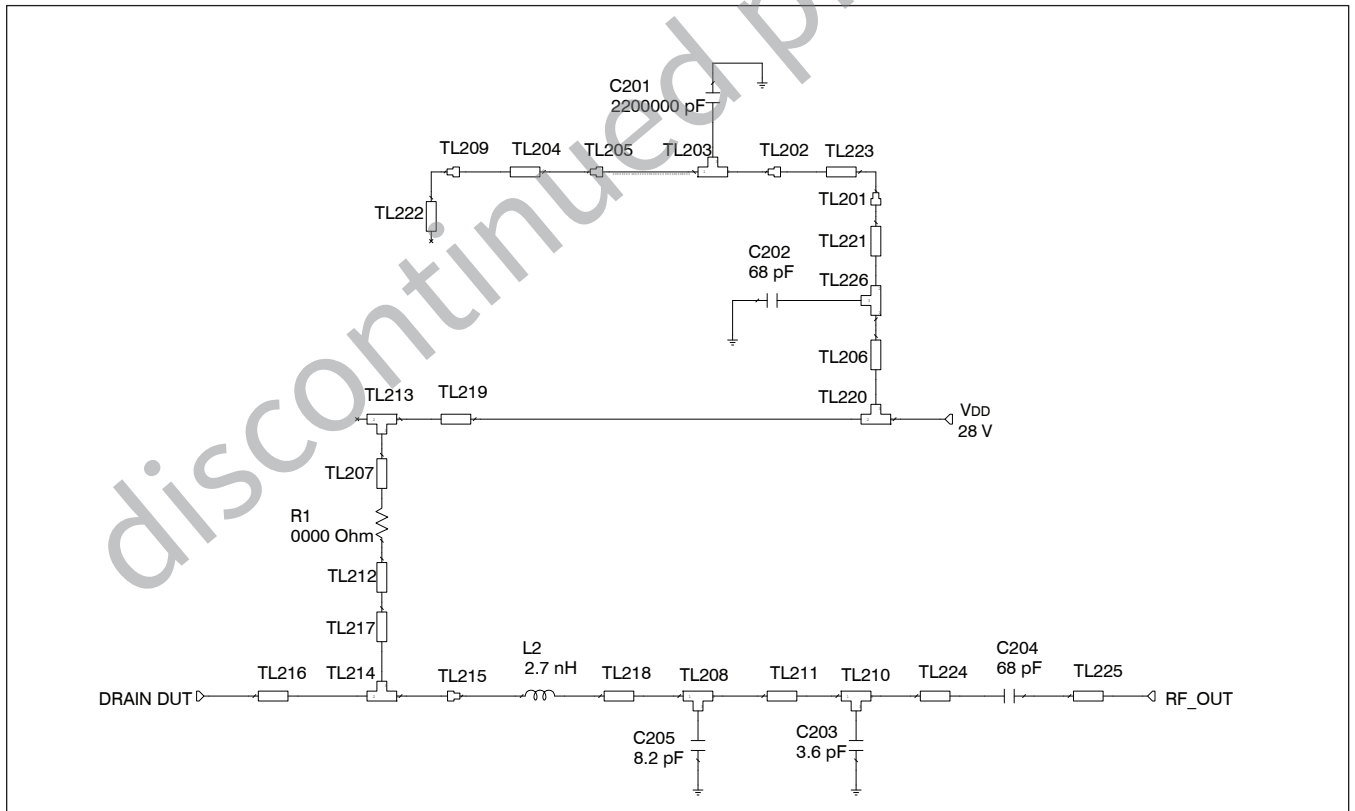 discontinued p
C201
2200000 pF
TL209
TL204
TL205
TL203
TL202
TL223
TL222
TL201
TL221
C202
68 pF
TL226
TL206
TL213
TL219
TL220
VDD
28 V
TL207
R1
0000 Ohm
TL212
TL217
L2
2.7 nH
C204
68 pF
TL216
TL214
TL215
TL218
TL208
TL211
TL210
TL224
TL225
DRAIN DUT
RF_OUT
C205
8.2 pF
C203
3.6 pF